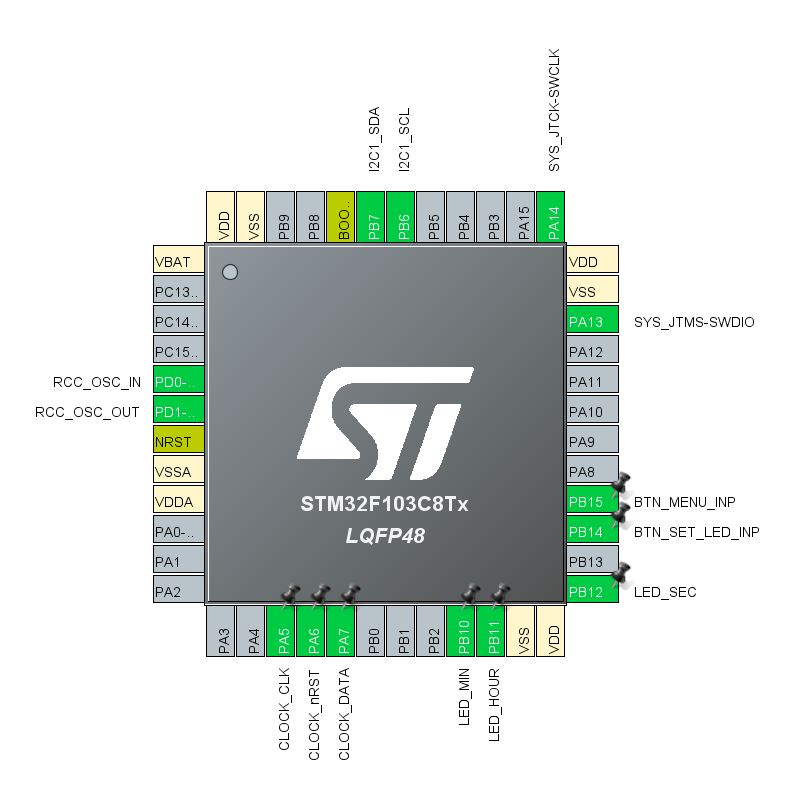 SYS_JTCK-SWCLK
I2C1_SDA
I2C1_SCL
VDD
VSS
PB9
PB8
BOO..
PB7
PB6
PB5
PB4
PB3
PA15
PA14
VBAT
PC13..
PC14..
PC15..
RCC_OSC_IN PD0-..
RCC_OSC_OUT PD1-..
NRST
VSSA
VDDA
PA0-..
PA1
PA2
VDD
VSS
PA13 SYS_JTMS-SWDIO
PA12
PA11
PA10
PA9
PA8
PB15 BTN_MENU_INP
PB14 BTN_SET_LED_INP
PB13
PB12 LED_SEC
ST
STM32F103C8Tx
LQFP48
PA3
PA4
PA5
PA6
PA7
PB0
PB1
PB2
PB10
PB11
VSS
VDD
CLOCK_CLK
CLOCK_nRST
CLOCK_DATA
LED_MIN
LED_HOUR